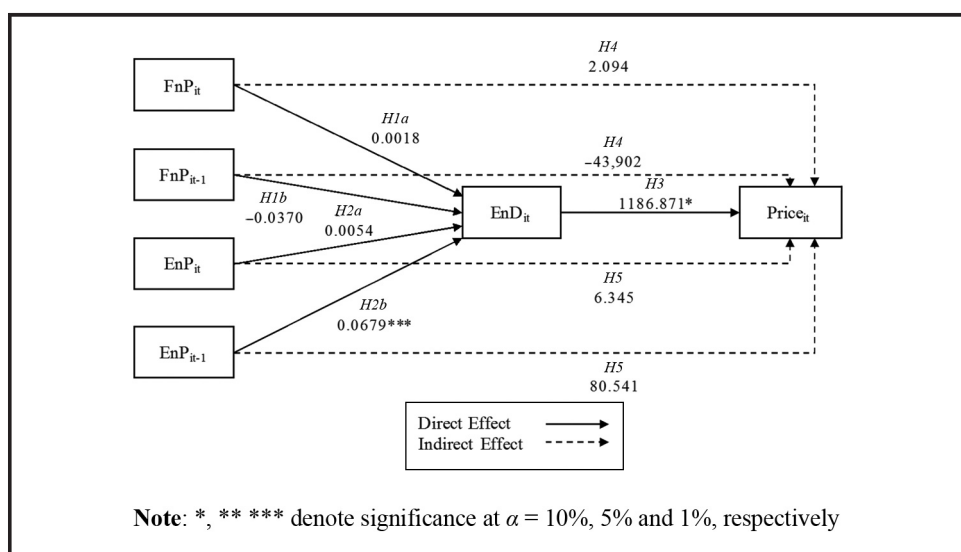 H4
2.094
FnPit
H1a
0.0018
H4
−43,902
FnPit-1
H1b
−0.0370
H2a
0.0054
EnDit
H3
1186.871*
Priceit
EnPit
H5
6.345
H2b
0.0679***
EnPit-1
H5
80.541
Direct Effect
Indirect Effect
Note: *, ** *** denote significance at α = 10%, 5% and 1%, respectively